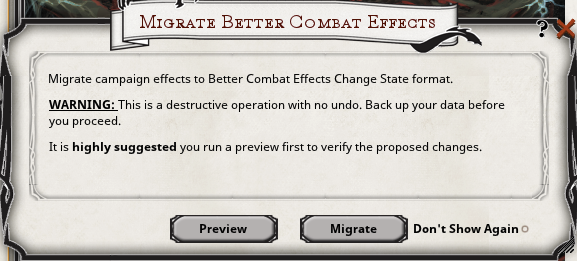 Migrate Better Combat Effects
?
Migrate campaign effects to Better Combat Effects Change State format.
WARNING: This is a destructive operation with no undo. Back up your data before
you proceed.
It is highly suggested you run a preview first to verify the proposed changes.
Preview Migrate Don't Show Again